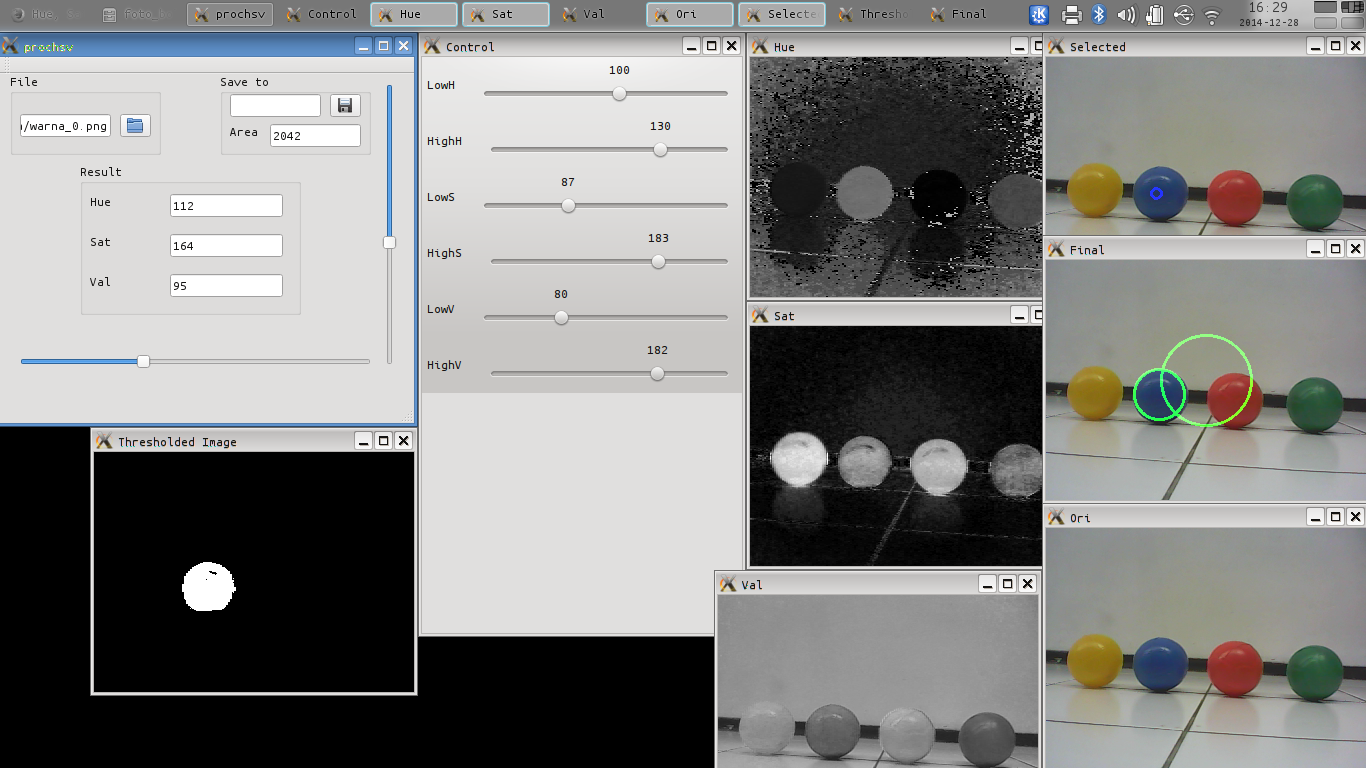 prochsv
Control
Hue
Sat
Val
Ori
Selecte
Thresho
Final
16:29
2014-12-28
prochsv
File
Save to
/warna_0.png
Area
2042
Result
Hue
112
Sat
164
Val
95
Control
100
LowH
130
HighH
87
LowS
183
HighS
80
LowV
182
HighV
Hue
Sat
Val
Selected
Final
Ori
Thresholded Image